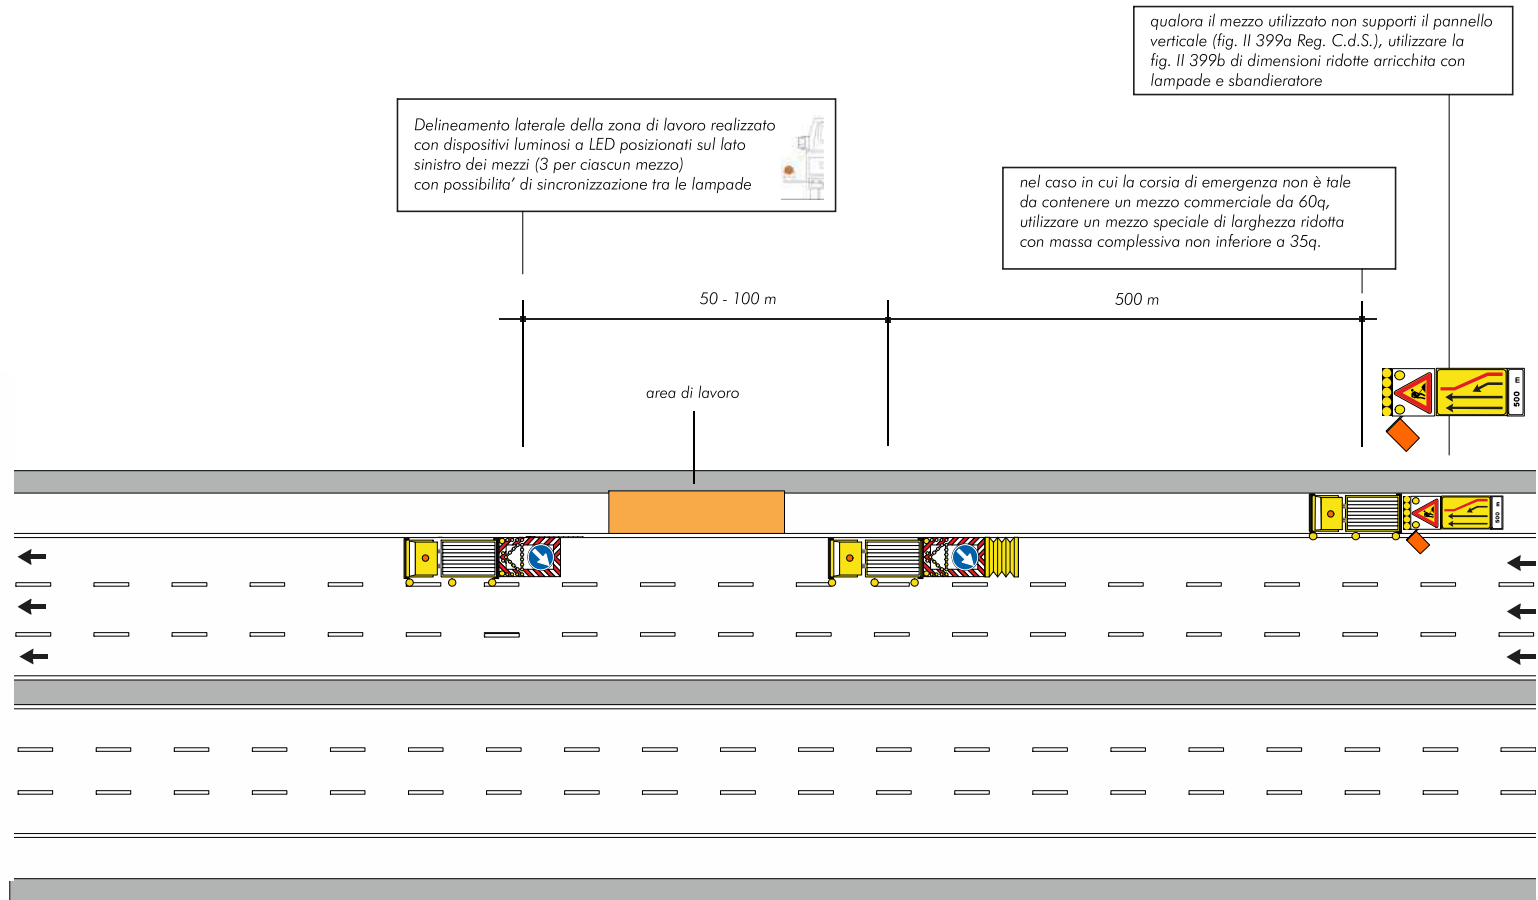 qualora il mezzo utilizzato non supporti il pannello
verticale (fig. II 399a Reg. C.d.S.), utilizzare la
fig. II 399b di dimensioni ridotte arricchita con
lampade e sbandieratore
Delineamento laterale della zona di lavoro realizzato
con dispositivi luminosi a LED posizionati sul lato
sinistro dei mezzi (3 per ciascun mezzo)
con possibilita’ di sincronizzazione tra le lampade
nel caso in cui la corsia di emergenza non è tale
da contenere un mezzo commerciale da 60q,
utilizzare un mezzo speciale di larghezza ridotta
con massa complessiva non inferiore a 35q.
50 - 100 m
500 m
area di lavoro
500 m
500 m